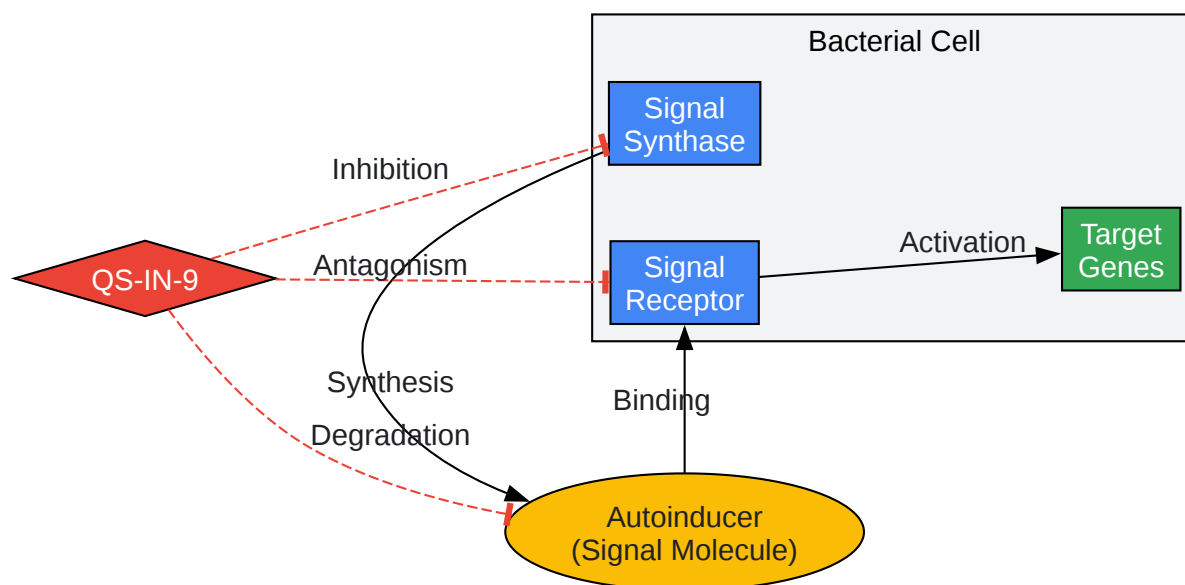 Bacterial Cell
Signal
Synthase
Inhibition
QS-IN-9
Antagonism
Signal
Receptor
Activation
Target
Genes
Synthesis
Binding
Degradation
Autoinducer
(Signal Molecule)